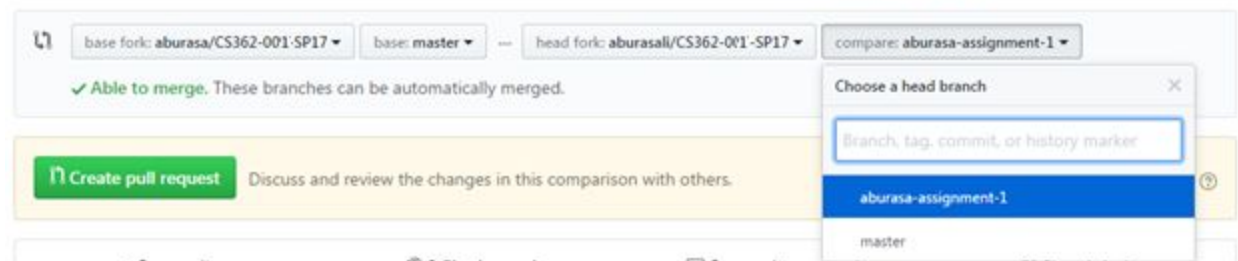 base fork: aburasa/CS362-001-SP17 base: master ... head fork: aburasali/CS362-001-SP17 compare: aburasa-assignment-1
Able to merge. These branches can be automatically merged.
Choose a head branch
Branch, tag, commit, or history marker
Create pull request Discuss and review the changes in this comparison with others.
aburasa-assignment-1
master